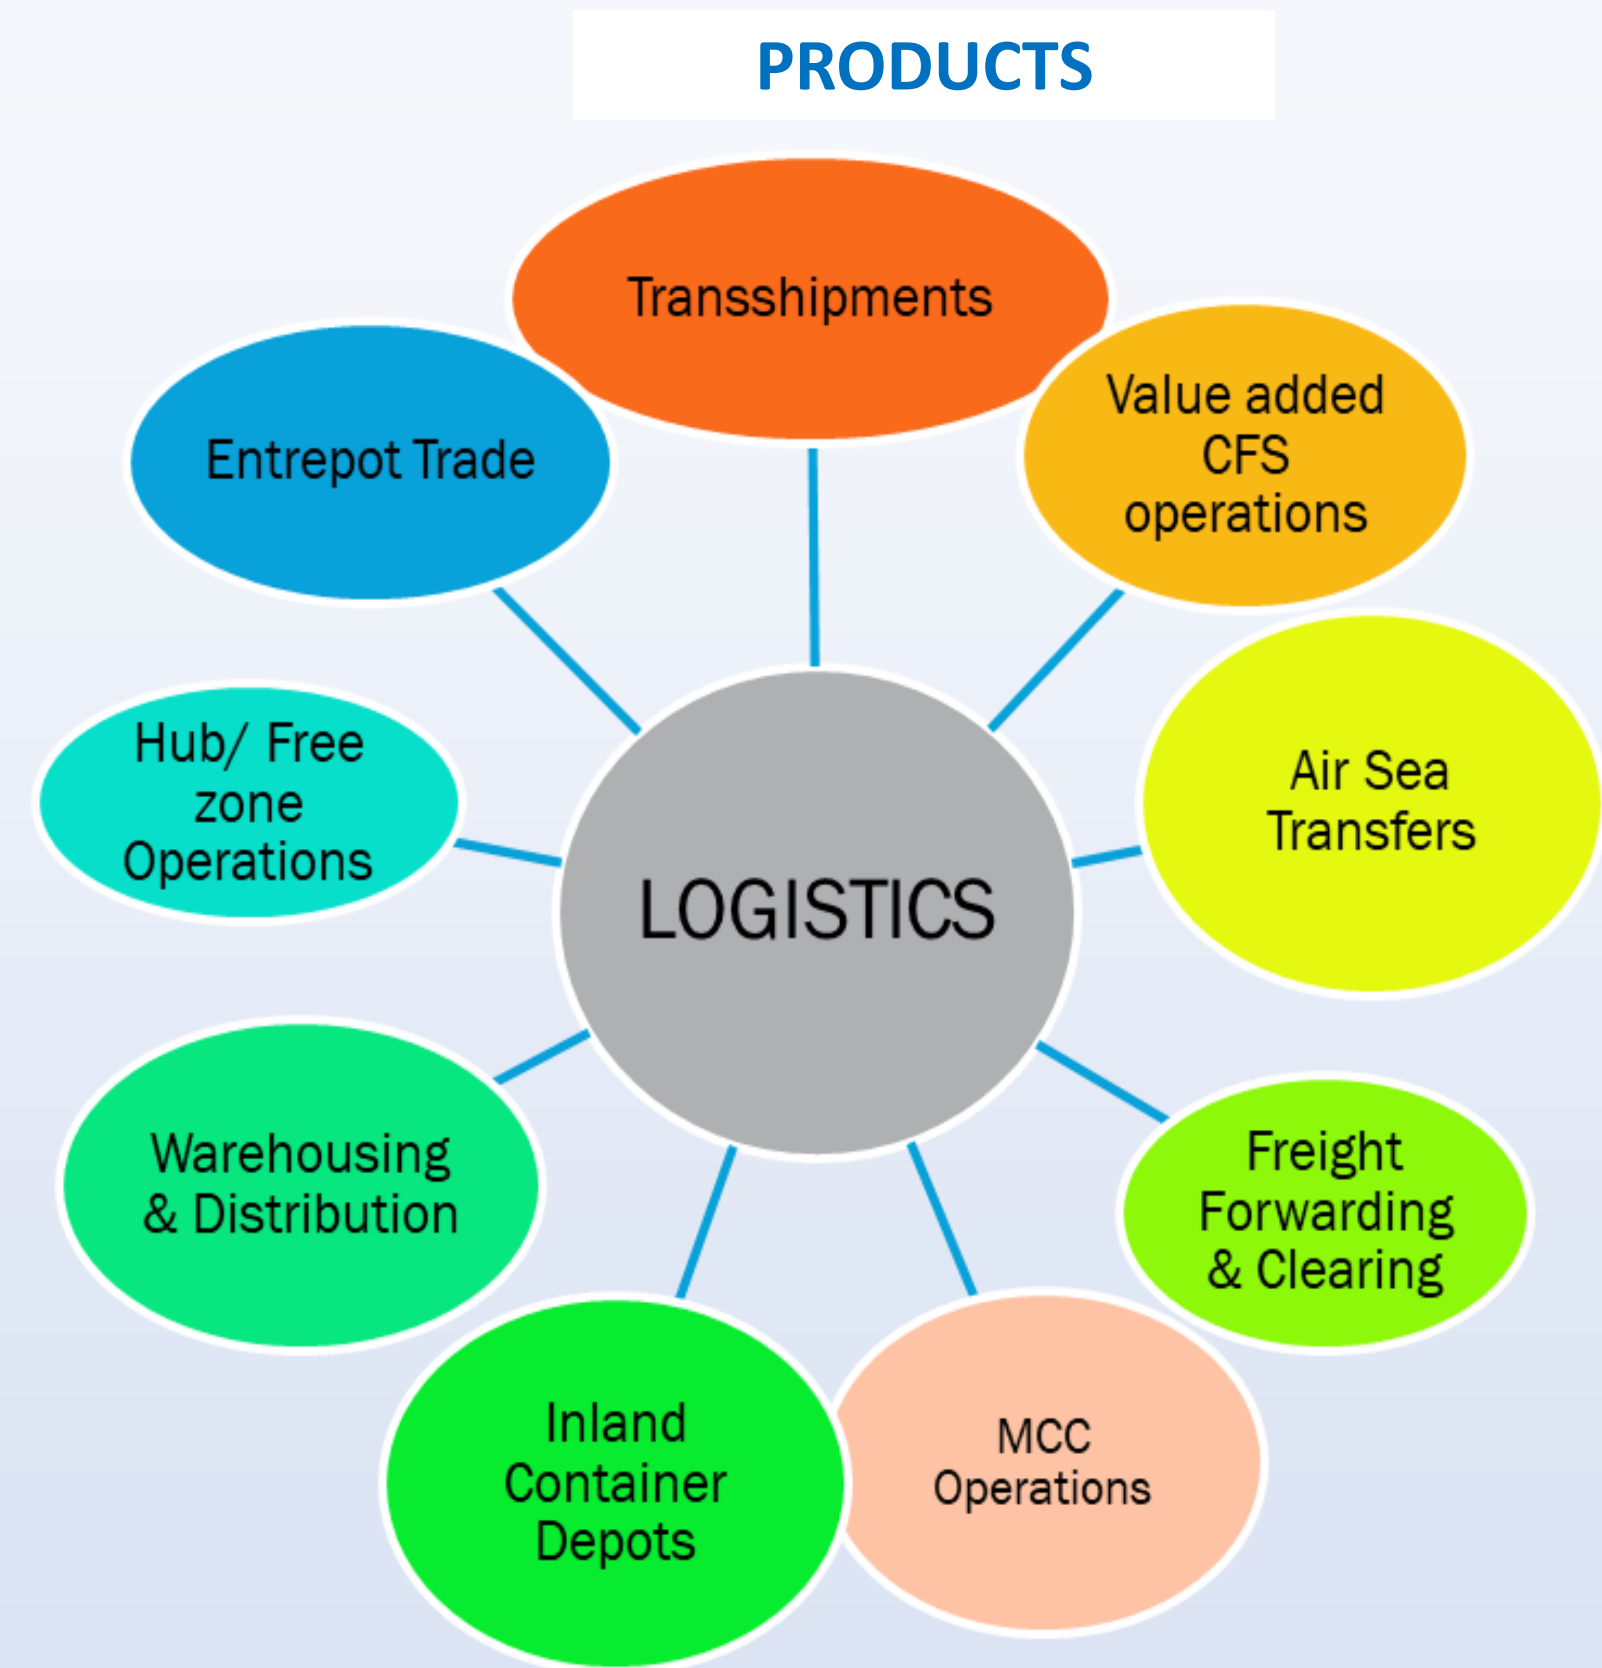 PRODUCTS
Transshipments
Value added
CFS
operations
Air Sea
Transfers
Freight
Forwarding
& Clearing
MCC
Operations
Inland
Container
Depots
Warehousing
& Distribution
Hub/ Free
zone
Operations
Entrepot Trade
LOGISTICS